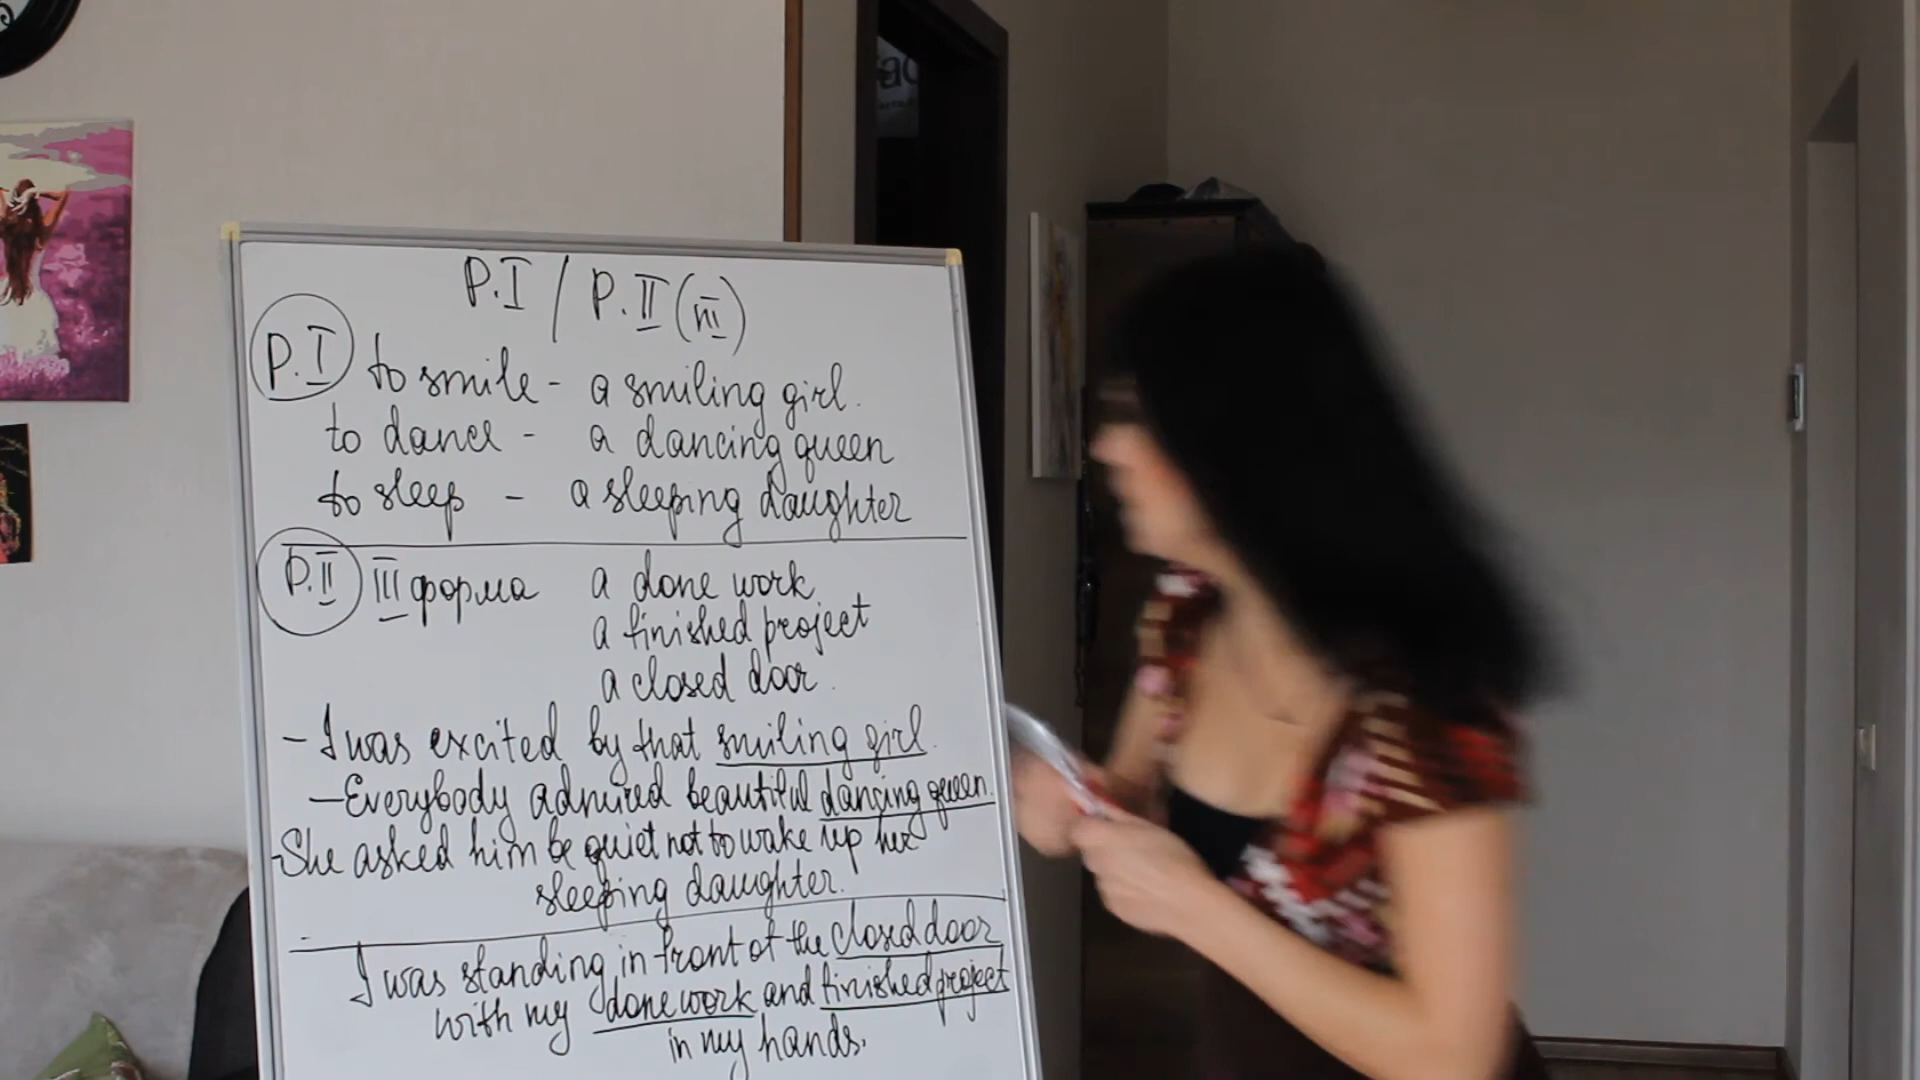 P.I / P.II (III)
P.I to smile - a smiling girl.
to dance - a dancing queen
to sleep - a sleeping daughter
P.II III форма a done work
a finished project
a closed door.
- I was excited by that smiling girl.
- Everybody admired beautiful dancing queen.
- She asked him be quiet not to wake up her
sleeping daughter.
I was standing in front of the closed door
with my done work and finished project
in my hands.